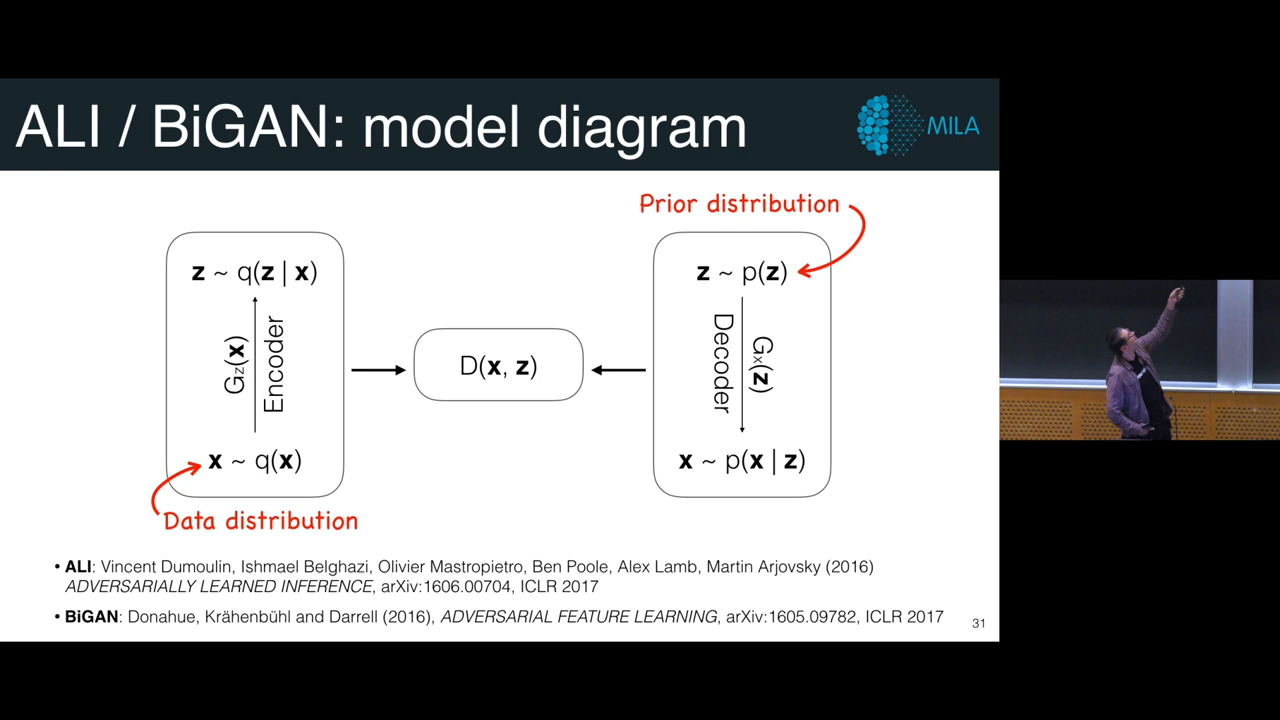 ALI / BiGAN: model diagram
MILA
Prior distribution
z ~ q(z | x)
Gz(x)
Encoder
x ~ q(x)
Data distribution
D(x, z)
z ~ p(z)
Decoder
Gx(z)
x ~ p(x | z)
• ALI: Vincent Dumoulin, Ishmael Belghazi, Olivier Mastropietro, Ben Poole, Alex Lamb, Martin Arjovsky (2016)
ADVERSARIALLY LEARNED INFERENCE, arXiv:1606.00704, ICLR 2017
• BiGAN: Donahue, Krähenbühl and Darrell (2016), ADVERSARIAL FEATURE LEARNING, arXiv:1605.09782, ICLR 2017
31